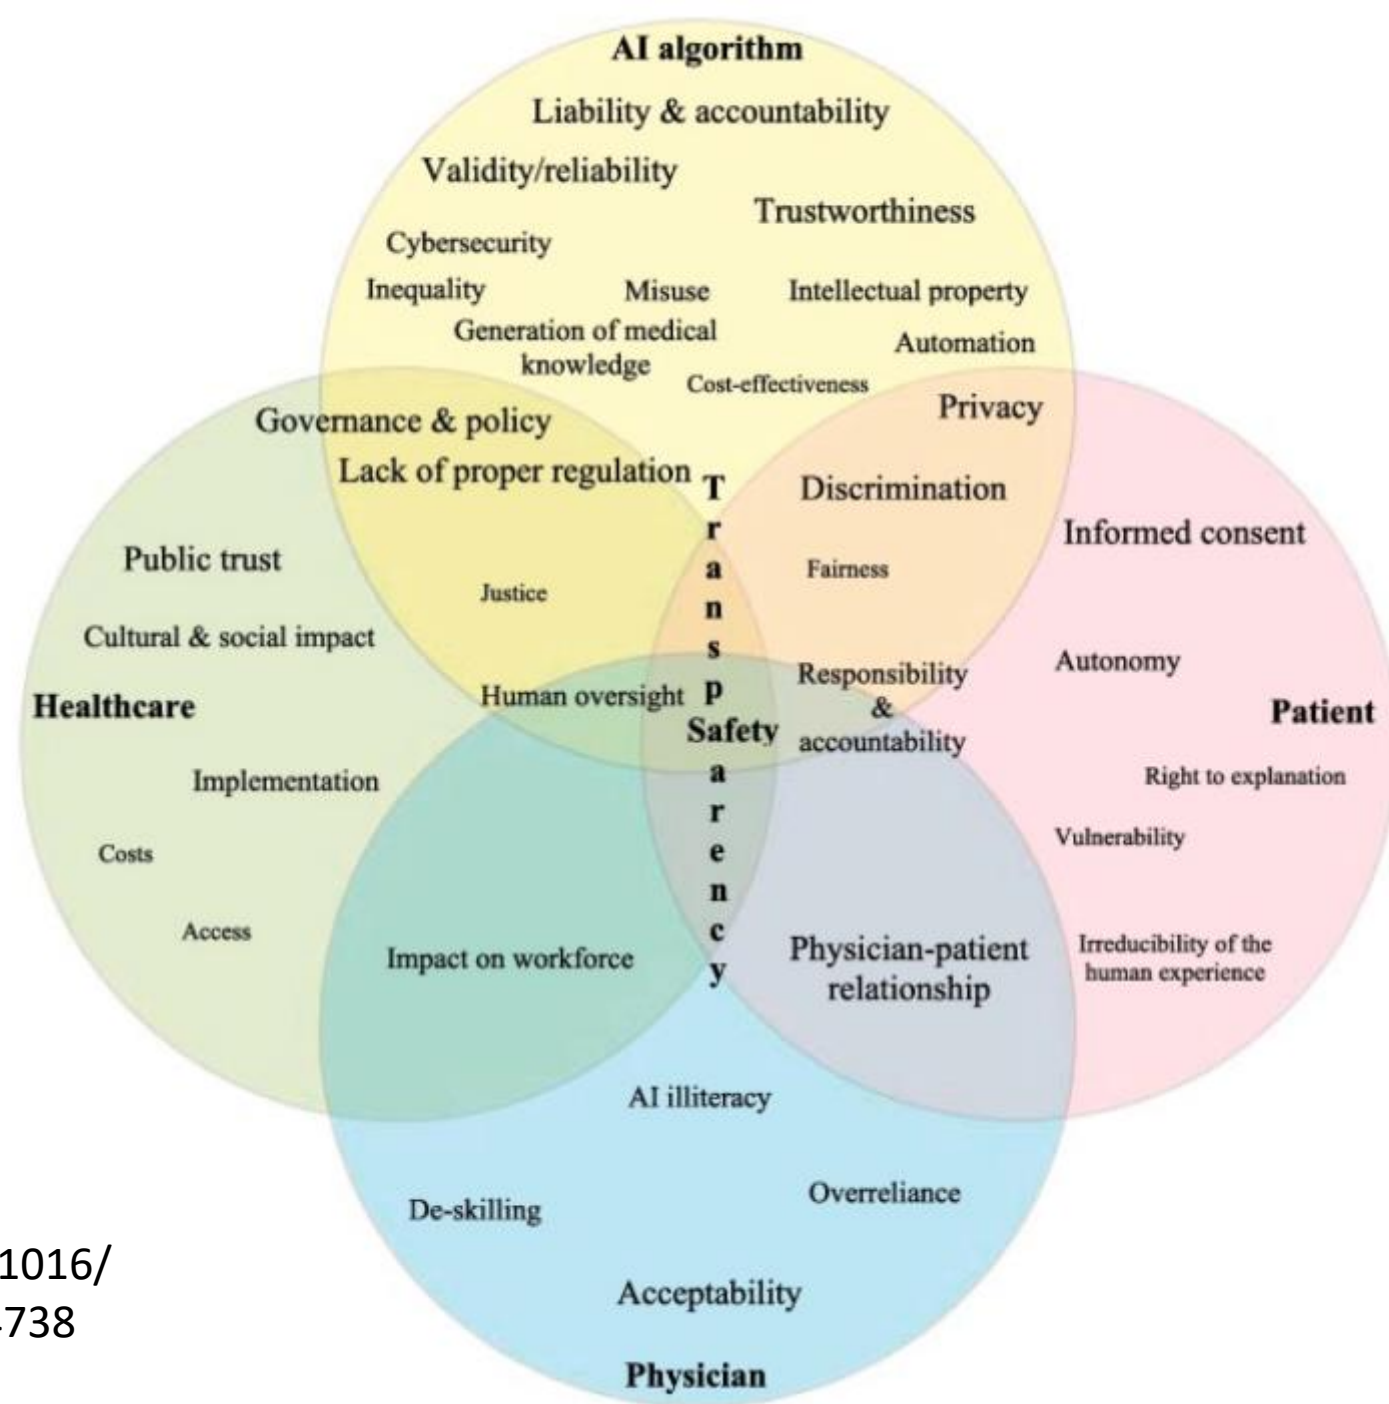 AI algorithm
Liability & accountability
Validity/reliability
Trustworthiness
Cybersecurity
Inequality
Misuse
Intellectual property
Generation of medical
knowledge
Automation
Cost-effectiveness
Privacy
Governance & policy
Lack of proper regulation
Discrimination
Informed consent
Public trust
Fairness
Justice
Cultural & social impact
Autonomy
Healthcare
Human oversight
Transparency
Safety
Responsibility
&
accountability
Patient
Implementation
Right to explanation
Costs
Vulnerability
Access
Impact on workforce
Physician-patient
relationship
Irreducibility of the
human experience
AI illiteracy
De-skilling
Overreliance
Acceptability
Physician
1016/
4738